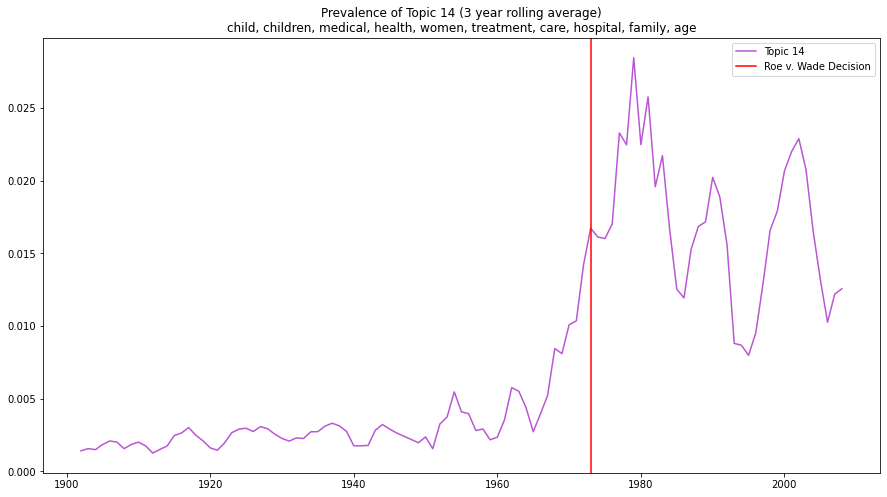 Prevalence of Topic 14 (3 year rolling average)
child, children, medical, health, women, treatment, care, hospital, family, age
Topic 14
Roe v. Wade Decision
0.025
0.020
0.015
0.010
0.005
0.000
1900 1920 1940 1960 1980 2000